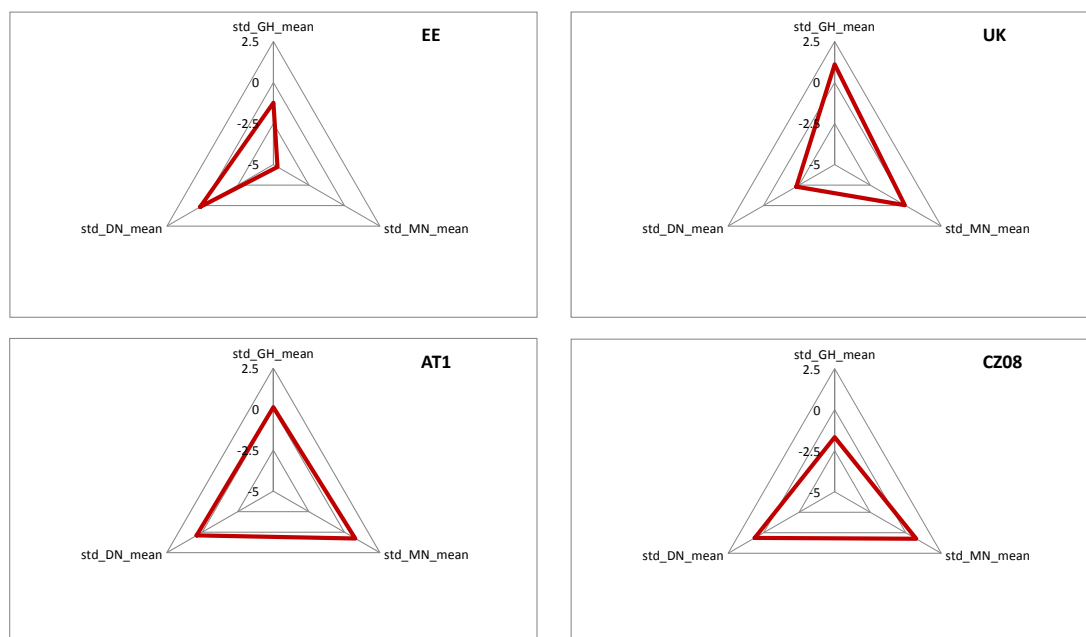 std_GH_mean
EE
2.5
0
-2.5
-5
std_DN_mean
std_MN_mean
std_GH_mean
UK
2.5
0
-2.5
-5
std_DN_mean
std_MN_mean
std_GH_mean
AT1
2.5
0
-2.5
-5
std_DN_mean
std_MN_mean
std_GH_mean
CZ08
2.5
0
-2.5
-5
std_DN_mean
std_MN_mean